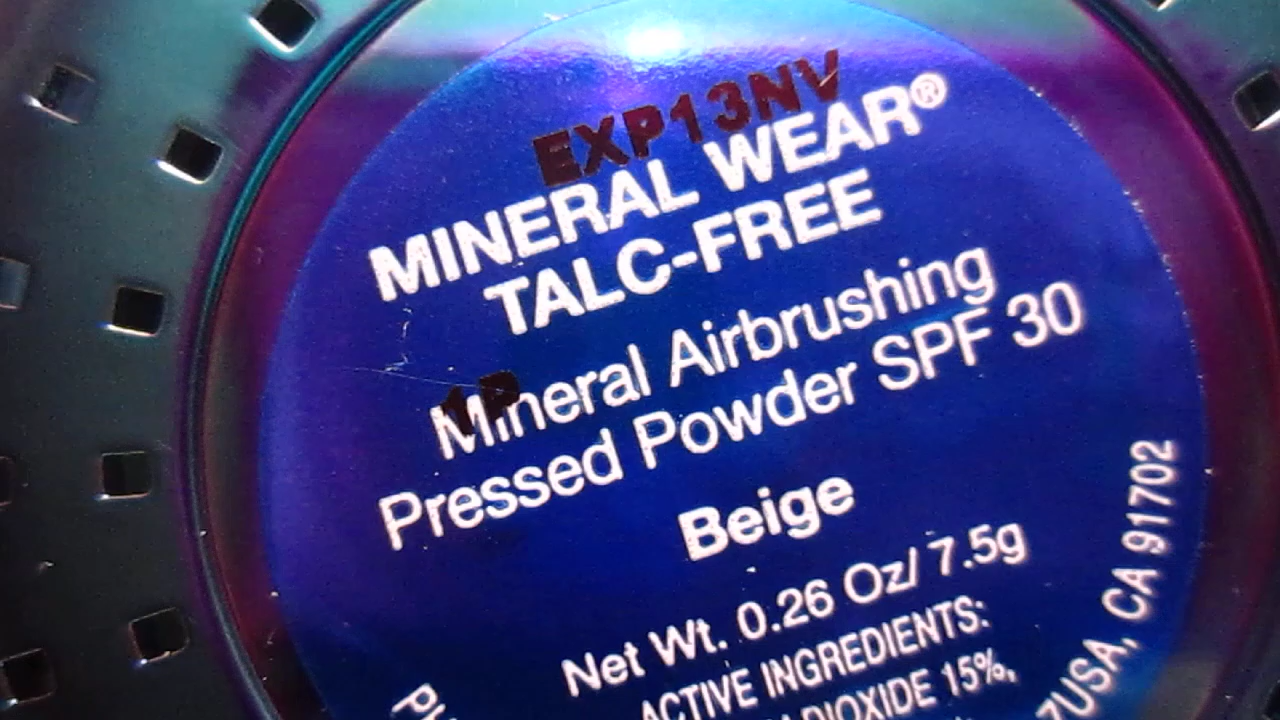 EXP13NV
MINERAL WEAR®
TALC-FREE
Mineral Airbrushing
Pressed Powder SPF 30
Beige
Net Wt. 0.26 Oz/ 7.5g
ACTIVE INGREDIENTS:
DIOXIDE 15%,
CA 91702